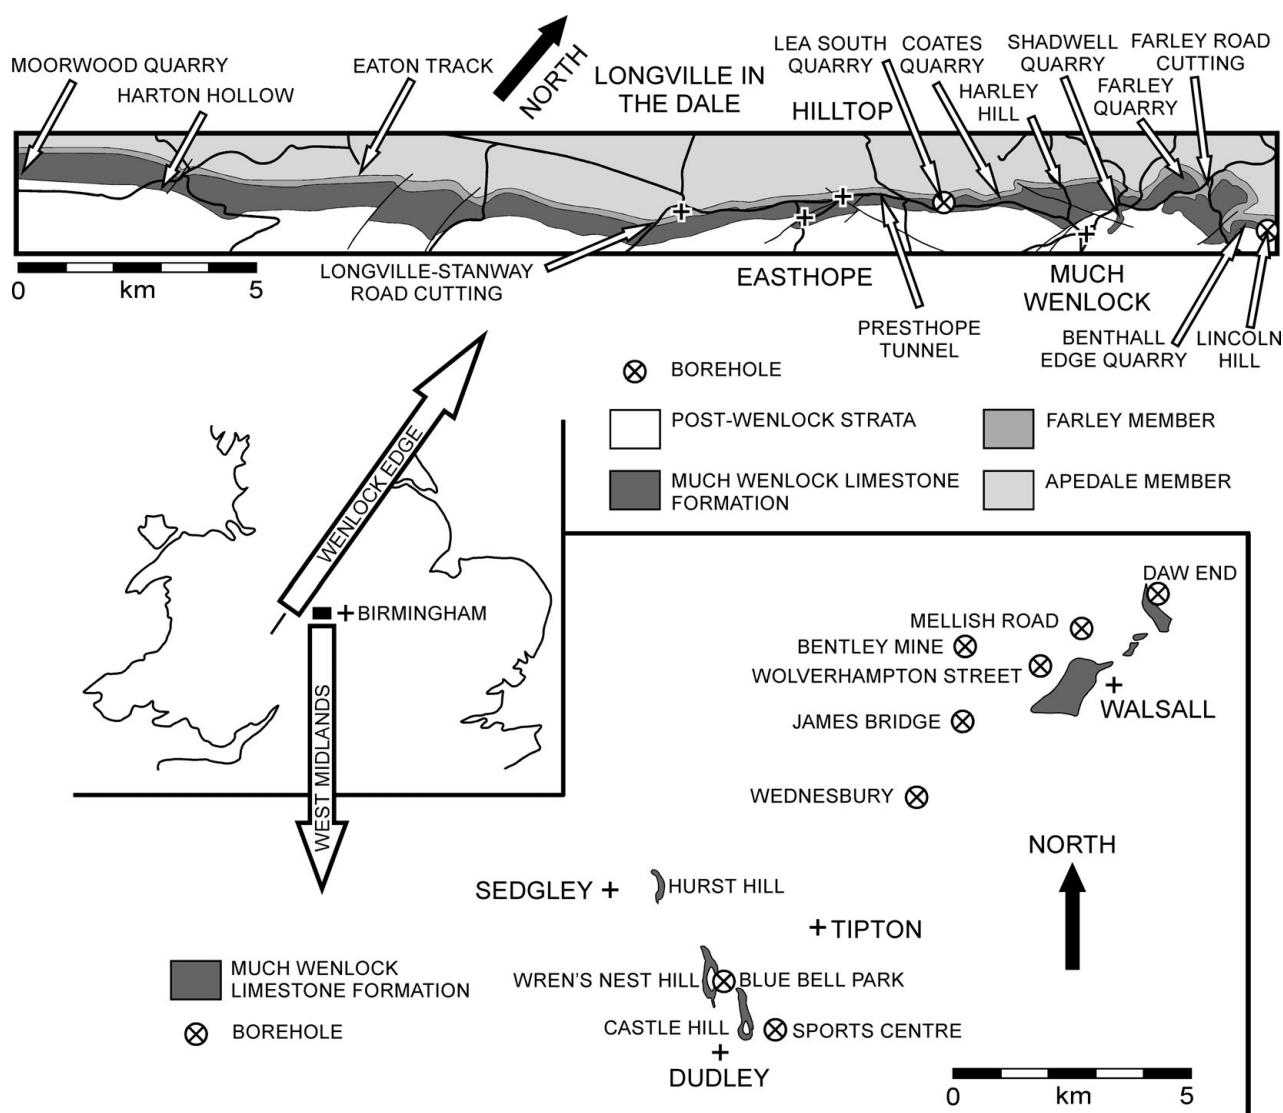 MOORWOOD QUARRY
HARTON HOLLOW
EATON TRACK
NORTH
LONGVILLE IN
THE DALE
HILLTOP
LEA SOUTH
QUARRY
COATES
QUARRY
HARLEY
HILL
SHADWELL
QUARRY
FARLEY
QUARRY
FARLEY ROAD
CUTTING
0 km 5
LONGVILLE-STANWAY
ROAD CUTTING
EASTHOPE
PRESTHOPE
TUNNEL
MUCH
WENLOCK
BENTHALL
EDGE QUARRY
LINCOLN
HILL
BOREHOLE
POST-WENLOCK STRATA
MUCH WENLOCK LIMESTONE
FORMATION
FARLEY MEMBER
APEDALE MEMBER
WENLOCK EDGE
BIRMINGHAM
WEST MIDLANDS
DAW END
MELLISH ROAD
BENTLEY MINE
WOLVERHAMPTON STREET
WALSALL
JAMES BRIDGE
WEDNESBURY
NORTH
SEDGLEY
HURST HILL
TIPTON
WREN'S NEST HILL
BLUE BELL PARK
CASTLE HILL
SPORTS CENTRE
DUDLEY
MUCH WENLOCK
LIMESTONE FORMATION
BOREHOLE
0 km 5